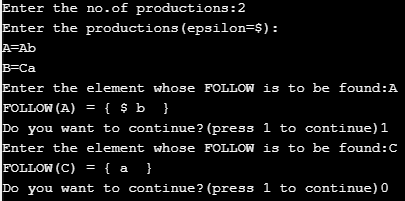 Enter the no.of productions:2
Enter the productions(epsilon=$):
A=Ab
B=Ca
Enter the element whose FOLLOW is to be found:A
FOLLOW(A) = { $ b  }
Do you want to continue?(press 1 to continue)1
Enter the element whose FOLLOW is to be found:C
FOLLOW(C) = { a  }
Do you want to continue?(press 1 to continue)0